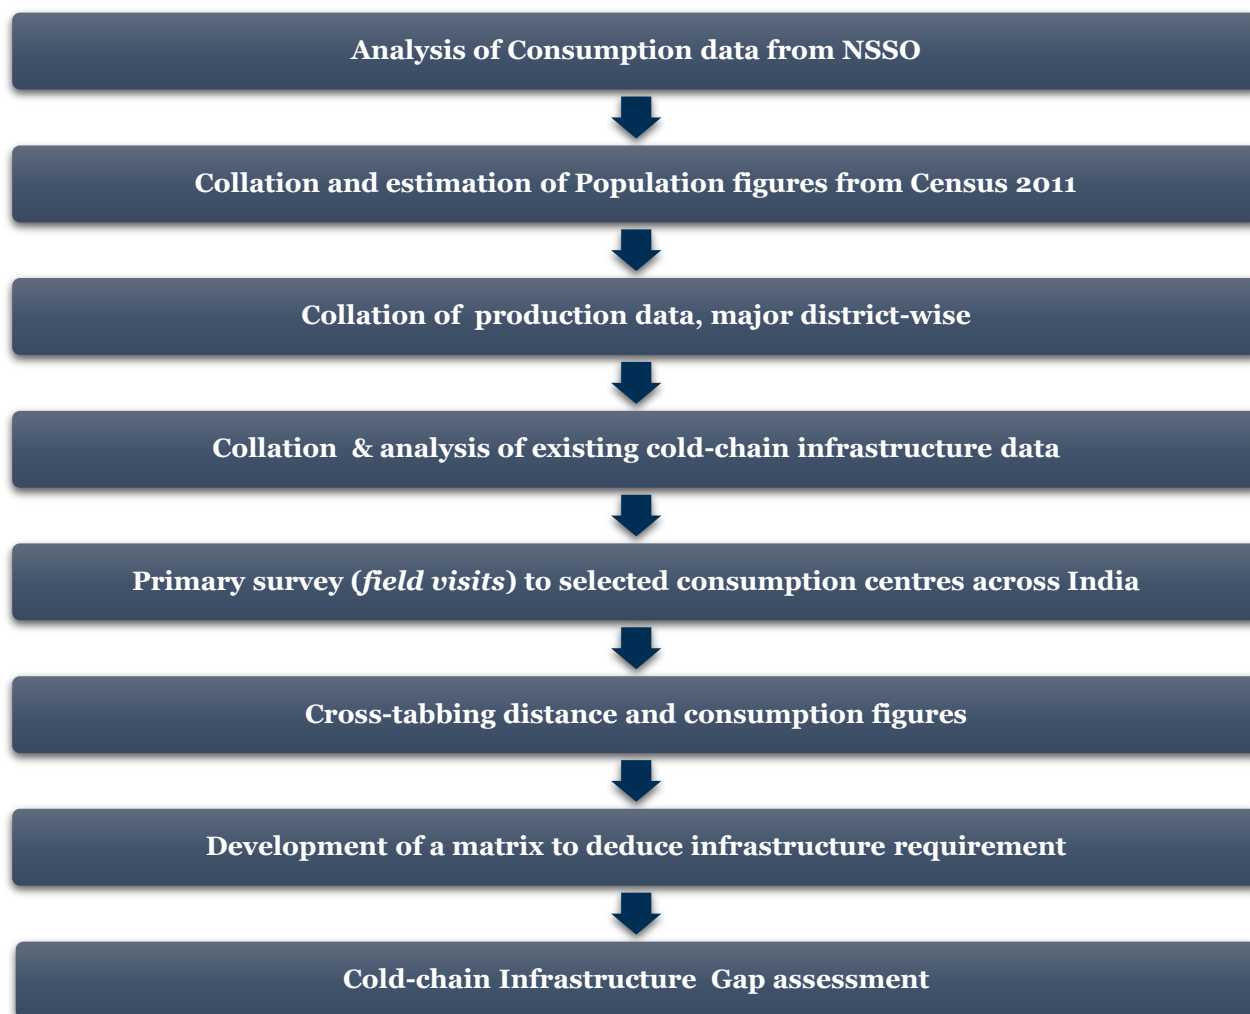 Analysis of Consumption data from NSSO
Collation and estimation of Population figures from Census 2011
Collation of production data, major district-wise
Collation & analysis of existing cold-chain infrastructure data
Primary survey (field visits) to selected consumption centres across India
Cross-tabbing distance and consumption figures
Development of a matrix to deduce infrastructure requirement
Cold-chain Infrastructure Gap assessment